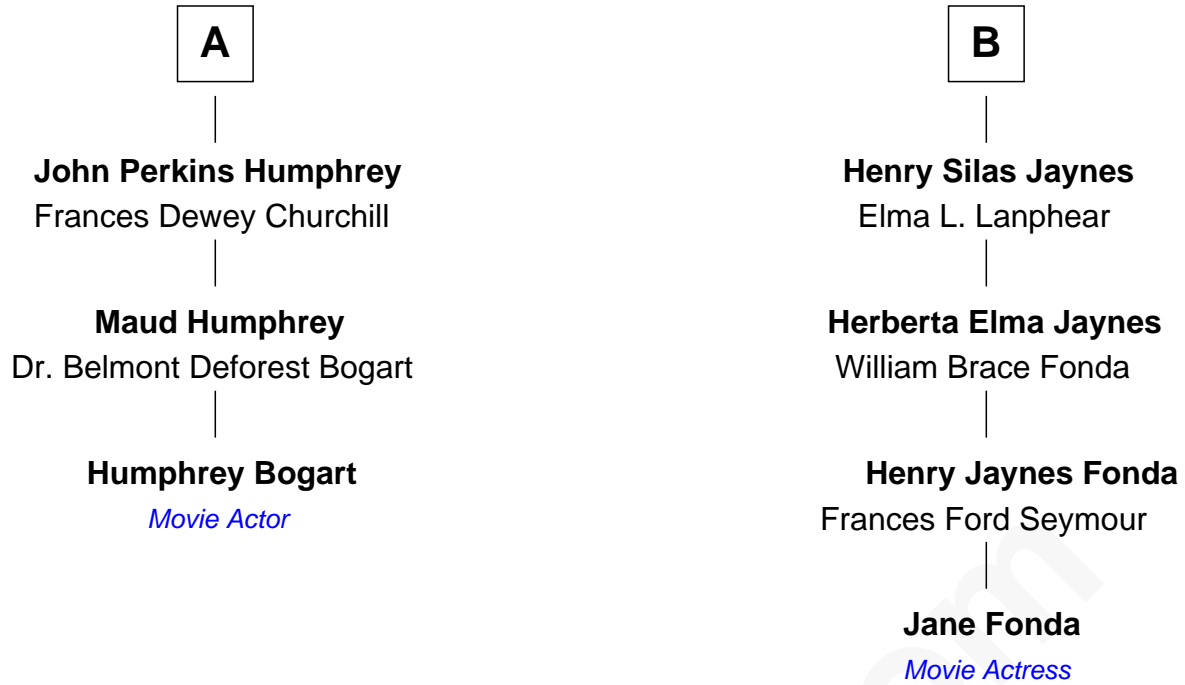 A
John Perkins Humphrey
Frances Dewey Churchill
Maud Humphrey
Dr. Belmont Deforest Bogart
Humphrey Bogart
Movie Actor
B
Henry Silas Jaynes
Elma L. Lanphear
Herberta Elma Jaynes
William Brace Fonda
Henry Jaynes Fonda
Frances Ford Seymour
Jane Fonda
Movie Actress